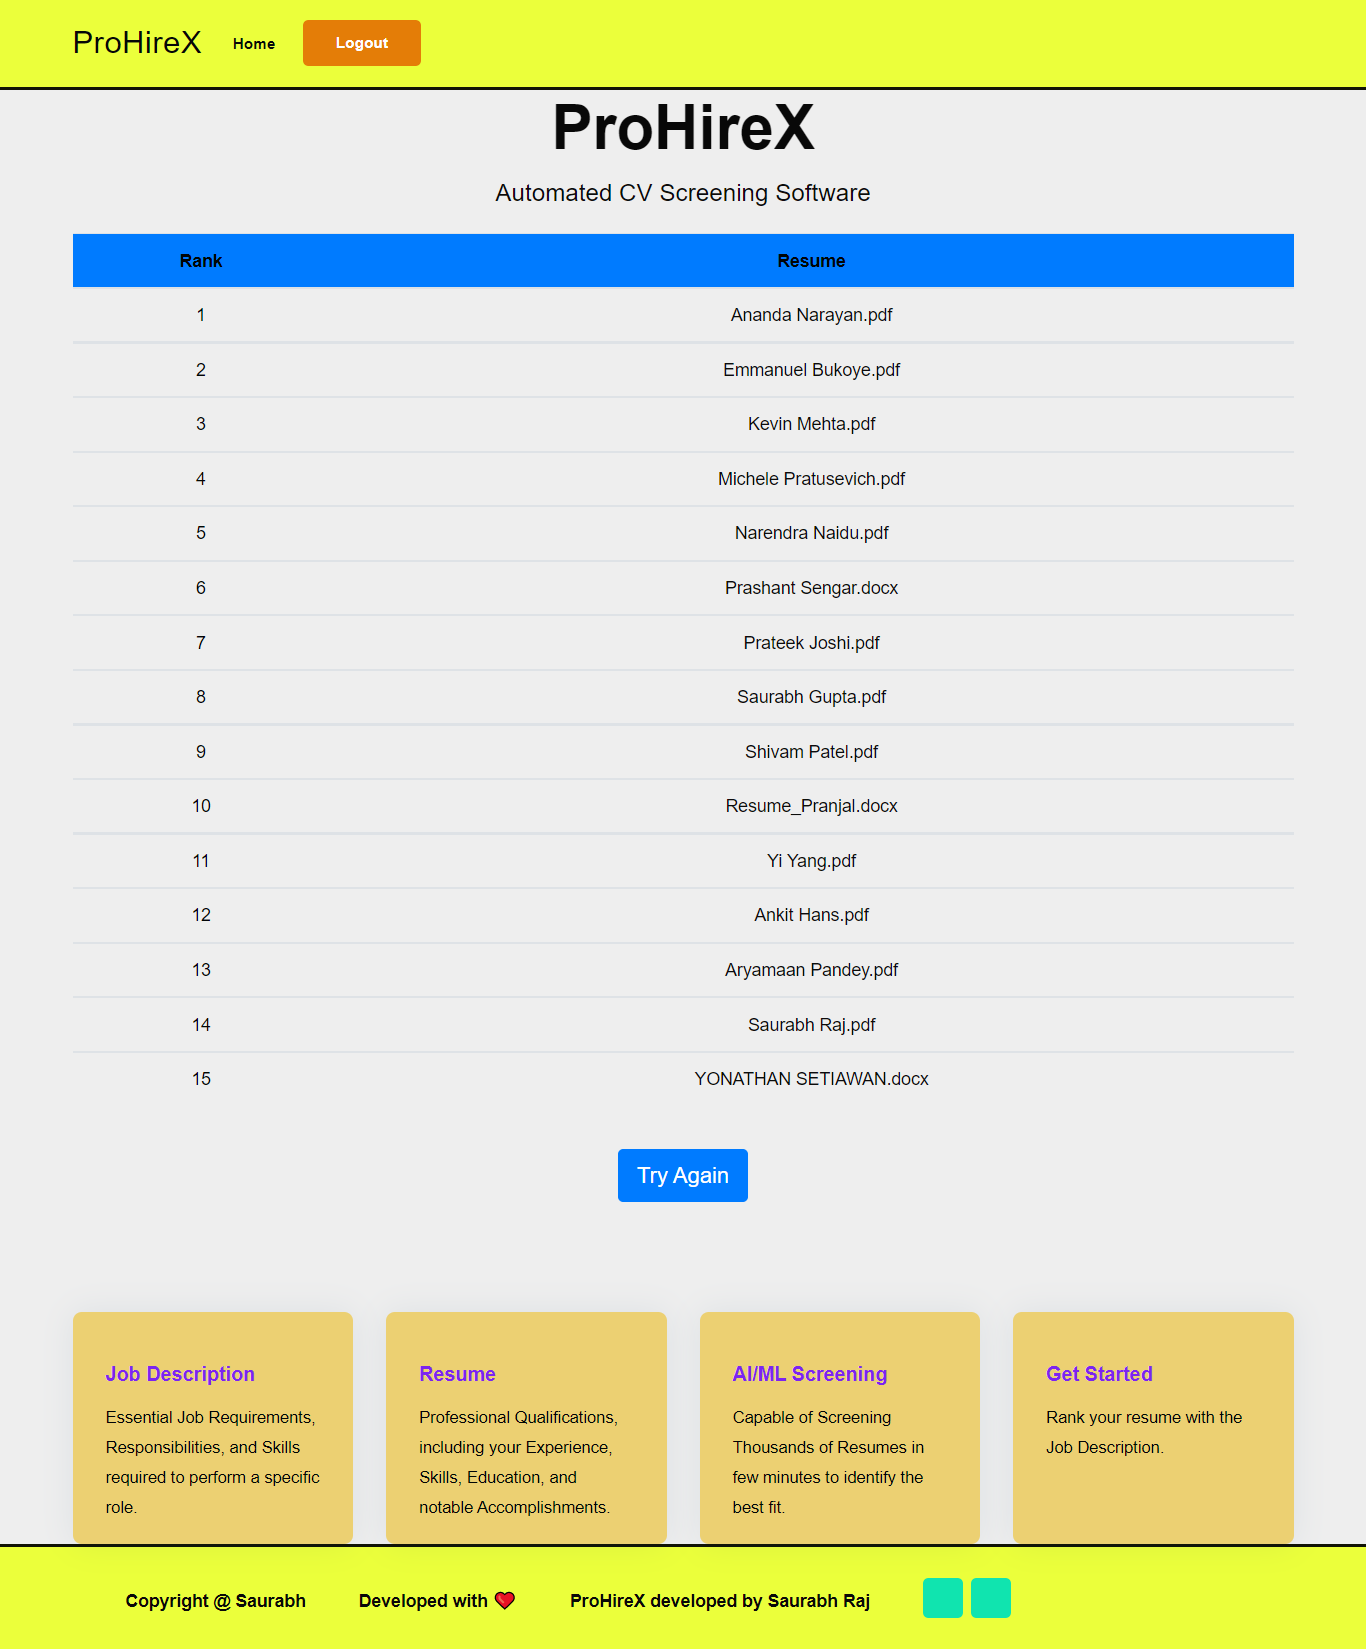 ProHireX Home Logout
ProHireX
Automated CV Screening Software
Rank Resume
1 Ananda Narayan.pdf
2 Emmanuel Bukoye.pdf
3 Kevin Mehta.pdf
4 Michele Pratusevich.pdf
5 Narendra Naidu.pdf
6 Prashant Sengar.docx
7 Prateek Joshi.pdf
8 Saurabh Gupta.pdf
9 Shivam Patel.pdf
10 Resume_Pranjal.docx
11 Yi Yang.pdf
12 Ankit Hans.pdf
13 Aryamaan Pandey.pdf
14 Saurabh Raj.pdf
15 YONATHAN SETIAWAN.docx
Try Again
Job Description
Essential Job Requirements,
Responsibilities, and Skills
required to perform a specific
role.
Resume
Professional Qualifications,
including your Experience,
Skills, Education, and
notable Accomplishments.
AI/ML Screening
Capable of Screening
Thousands of Resumes in
few minutes to identify the
best fit.
Get Started
Rank your resume with the
Job Description.
Copyright @ Saurabh Developed with ❤ ProHireX developed by Saurabh Raj